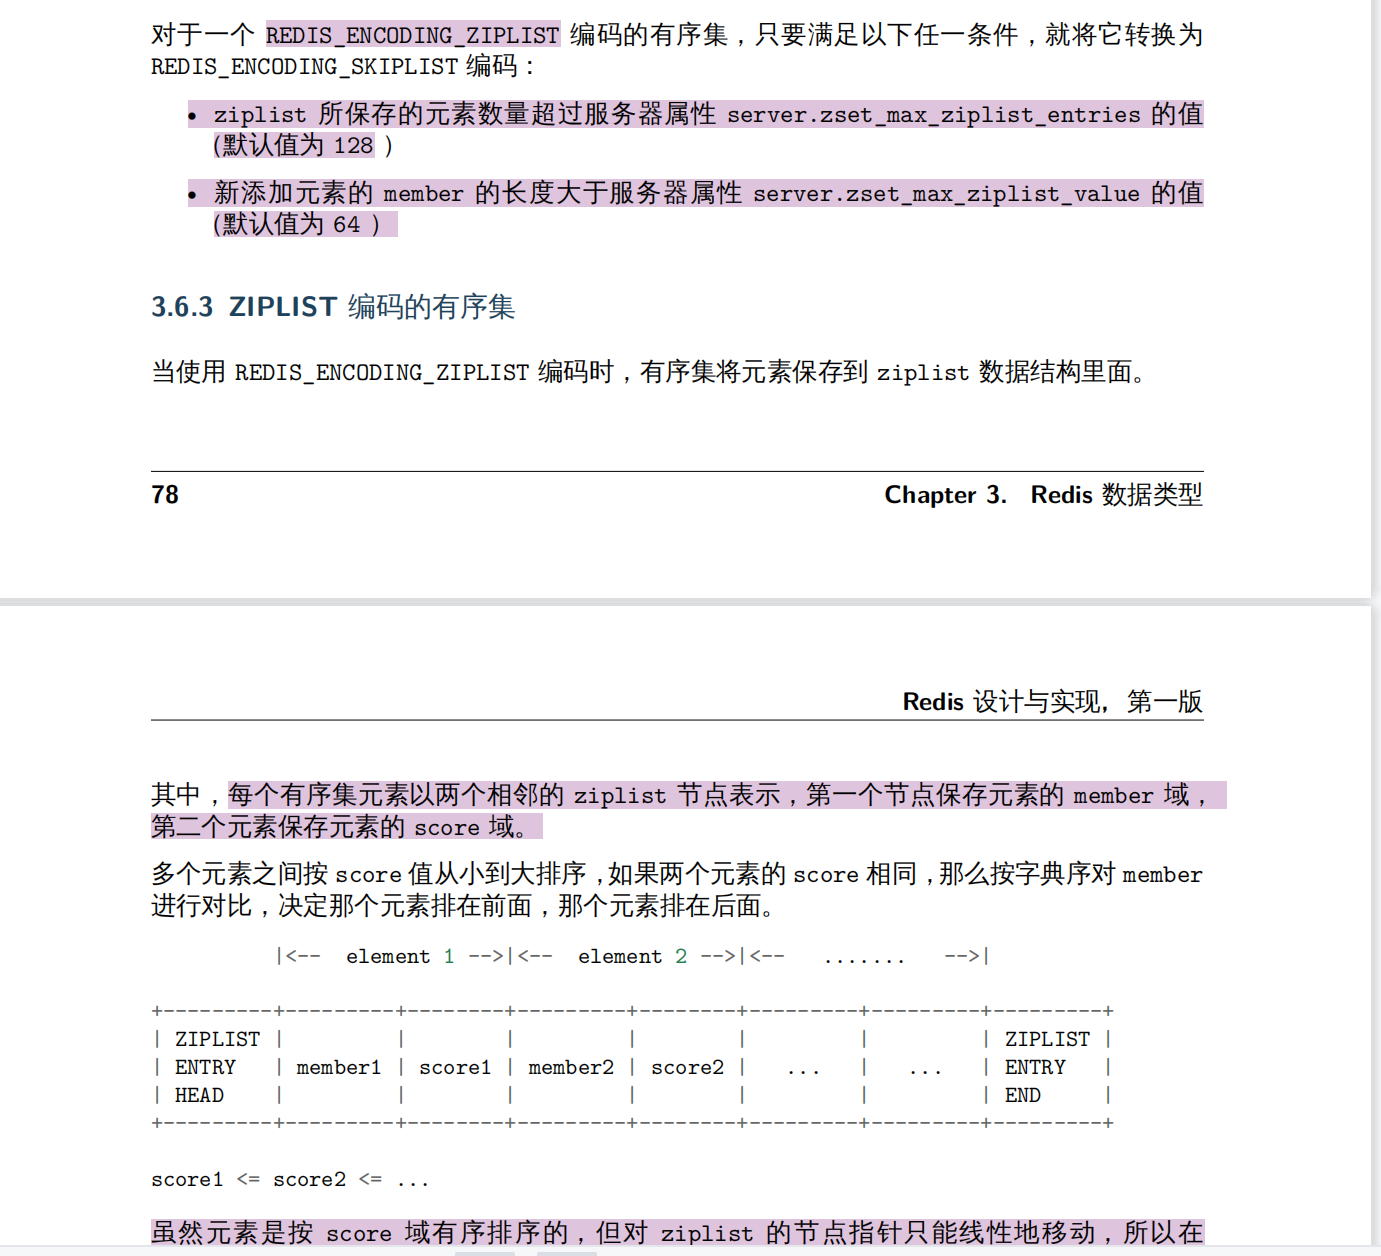 对于一个 REDIS_ENCODING_ZIPLIST 编码的有序集，只要满足以下任一条件，就将它转换为
REDIS_ENCODING_SKIPLIST 编码：
• ziplist 所保存的元素数量超过服务器属性 server.zset_max_ziplist_entries 的值
(默认值为 128 ）
• 新添加元素的 member 的长度大于服务器属性 server.zset_max_ziplist_value 的值
(默认值为 64 ）
3.6.3 ZIPLIST 编码的有序集
当使用 REDIS_ENCODING_ZIPLIST 编码时，有序集将元素保存到 ziplist 数据结构里面。
78 Chapter 3. Redis 数据类型
Redis 设计与实现, 第一版
其中，每个有序集元素以两个相邻的 ziplist 节点表示，第一个节点保存元素的 member 域，
第二个元素保存元素的 score 域。
多个元素之间按 score 值从小到大排序，如果两个元素的 score 相同，那么按字典序对 member
进行对比，决定那个元素排在前面，那个元素排在后面。
          |<--  element 1 -->|<--  element 2 -->|<--   .......   -->|
+---------+---------+--------+---------+--------+---------+---------+---------+
| ZIPLIST |         |        |         |        |         |         | ZIPLIST |
| ENTRY   | member1 | score1 | member2 | score2 |   ...   |   ...   | ENTRY   |
| HEAD    |         |        |         |        |         |         | END     |
+---------+---------+--------+---------+--------+---------+---------+---------+
score1 <= score2 <= ...
虽然元素是按 score 域有序排序的，但对 ziplist 的节点指针只能线性地移动，所以在